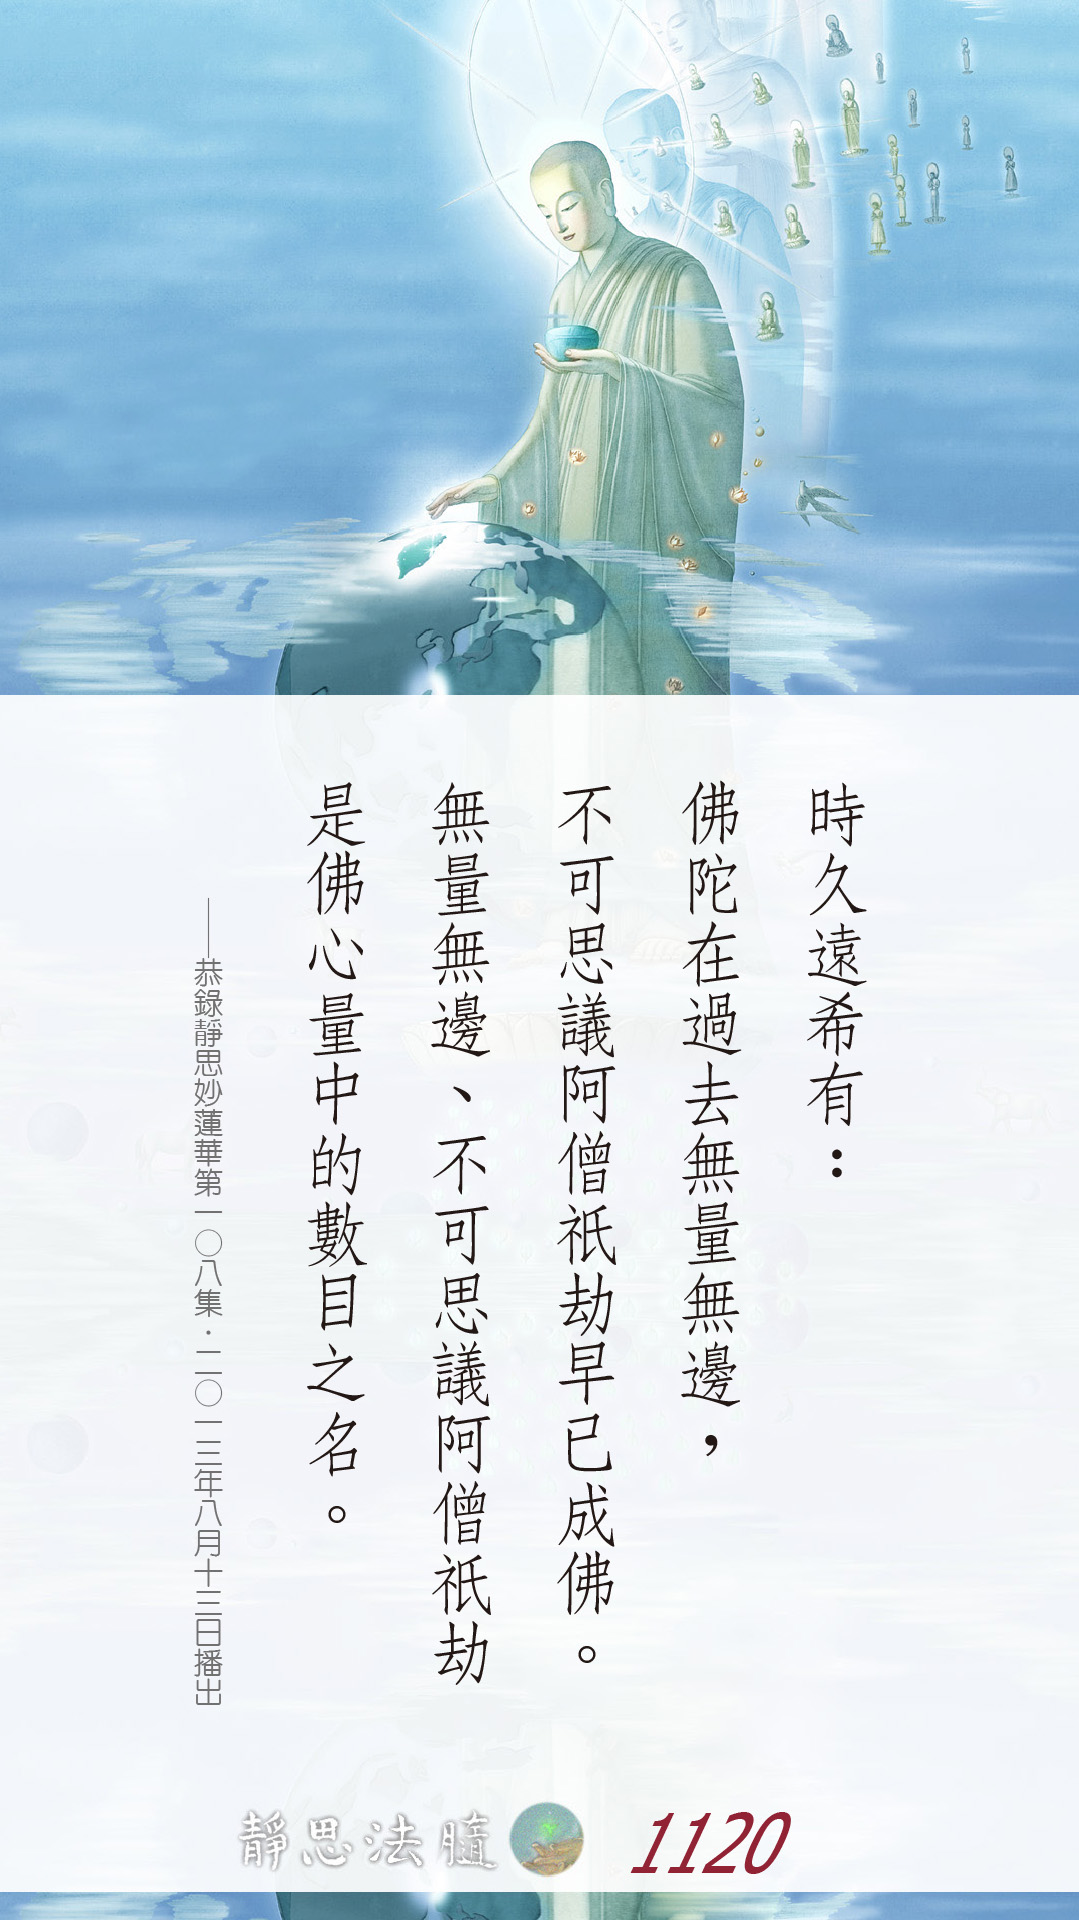 時久遠希有：
佛陀在過去無量無邊，
不可思議阿僧祇劫早已成佛。
無量無邊、不可思議阿僧祇劫
是佛心量中的數目之名。
──恭錄靜思妙蓮華第一〇八集·二〇一三年八月十三日播出
靜思法髓
1120